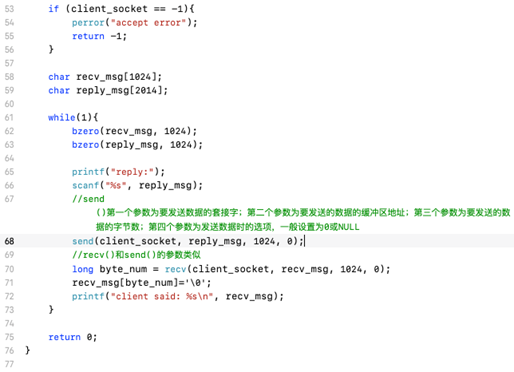 53 if (client_socket == -1){
54 perror("accept error");
55 return -1;
56 }
57
58 char recv_msg[1024];
59 char reply_msg[2014];
60
61 while(1){
62 bzero(recv_msg, 1024);
63 bzero(reply_msg, 1024);
64
65 printf("reply:");
66 scanf("%s", reply_msg);
67 //send
()第一个参数为要发送数据的套接字；第二个参数为要发送的数据的缓冲区地址；第三个参数为要发送的数
据的字节数；第四个参数为发送数据时的选项，一般设置为0或NULL
68 send(client_socket, reply_msg, 1024, 0);
69 //recv()和send()的参数类似
70 long byte_num = recv(client_socket, recv_msg, 1024, 0);
71 recv_msg[byte_num]='\0';
72 printf("client said: %s\n", recv_msg);
73 }
74
75 return 0;
76 }
77